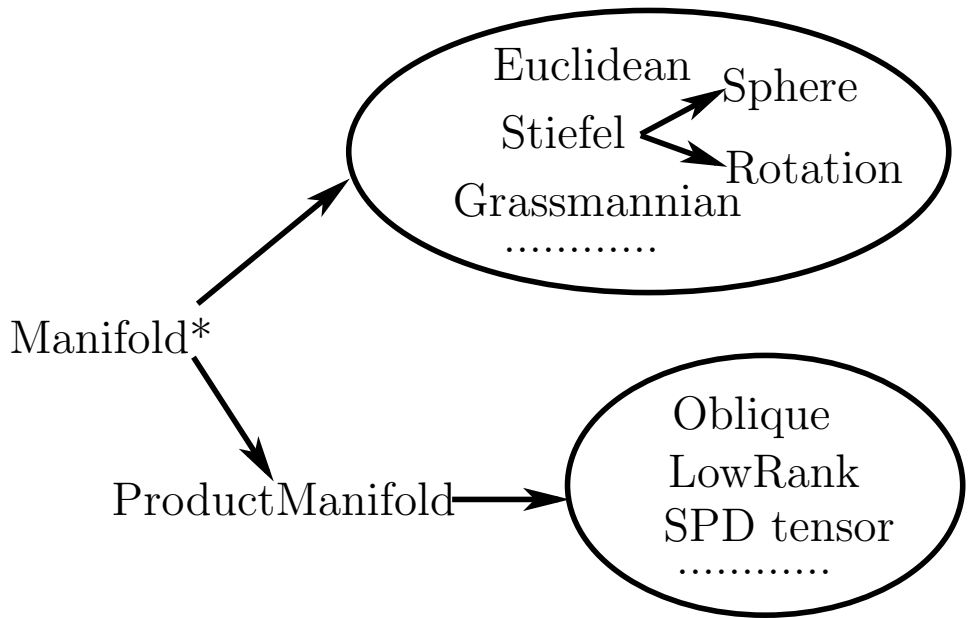 Euclidean
Sphere
Stiefel
Rotation
Grassmannian
............
Manifold*
Oblique
LowRank
ProductManifold
SPD tensor
............